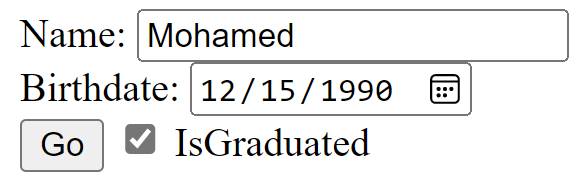 Name: Mohamed
Birthdate: 12/15/1990
Go IsGraduated